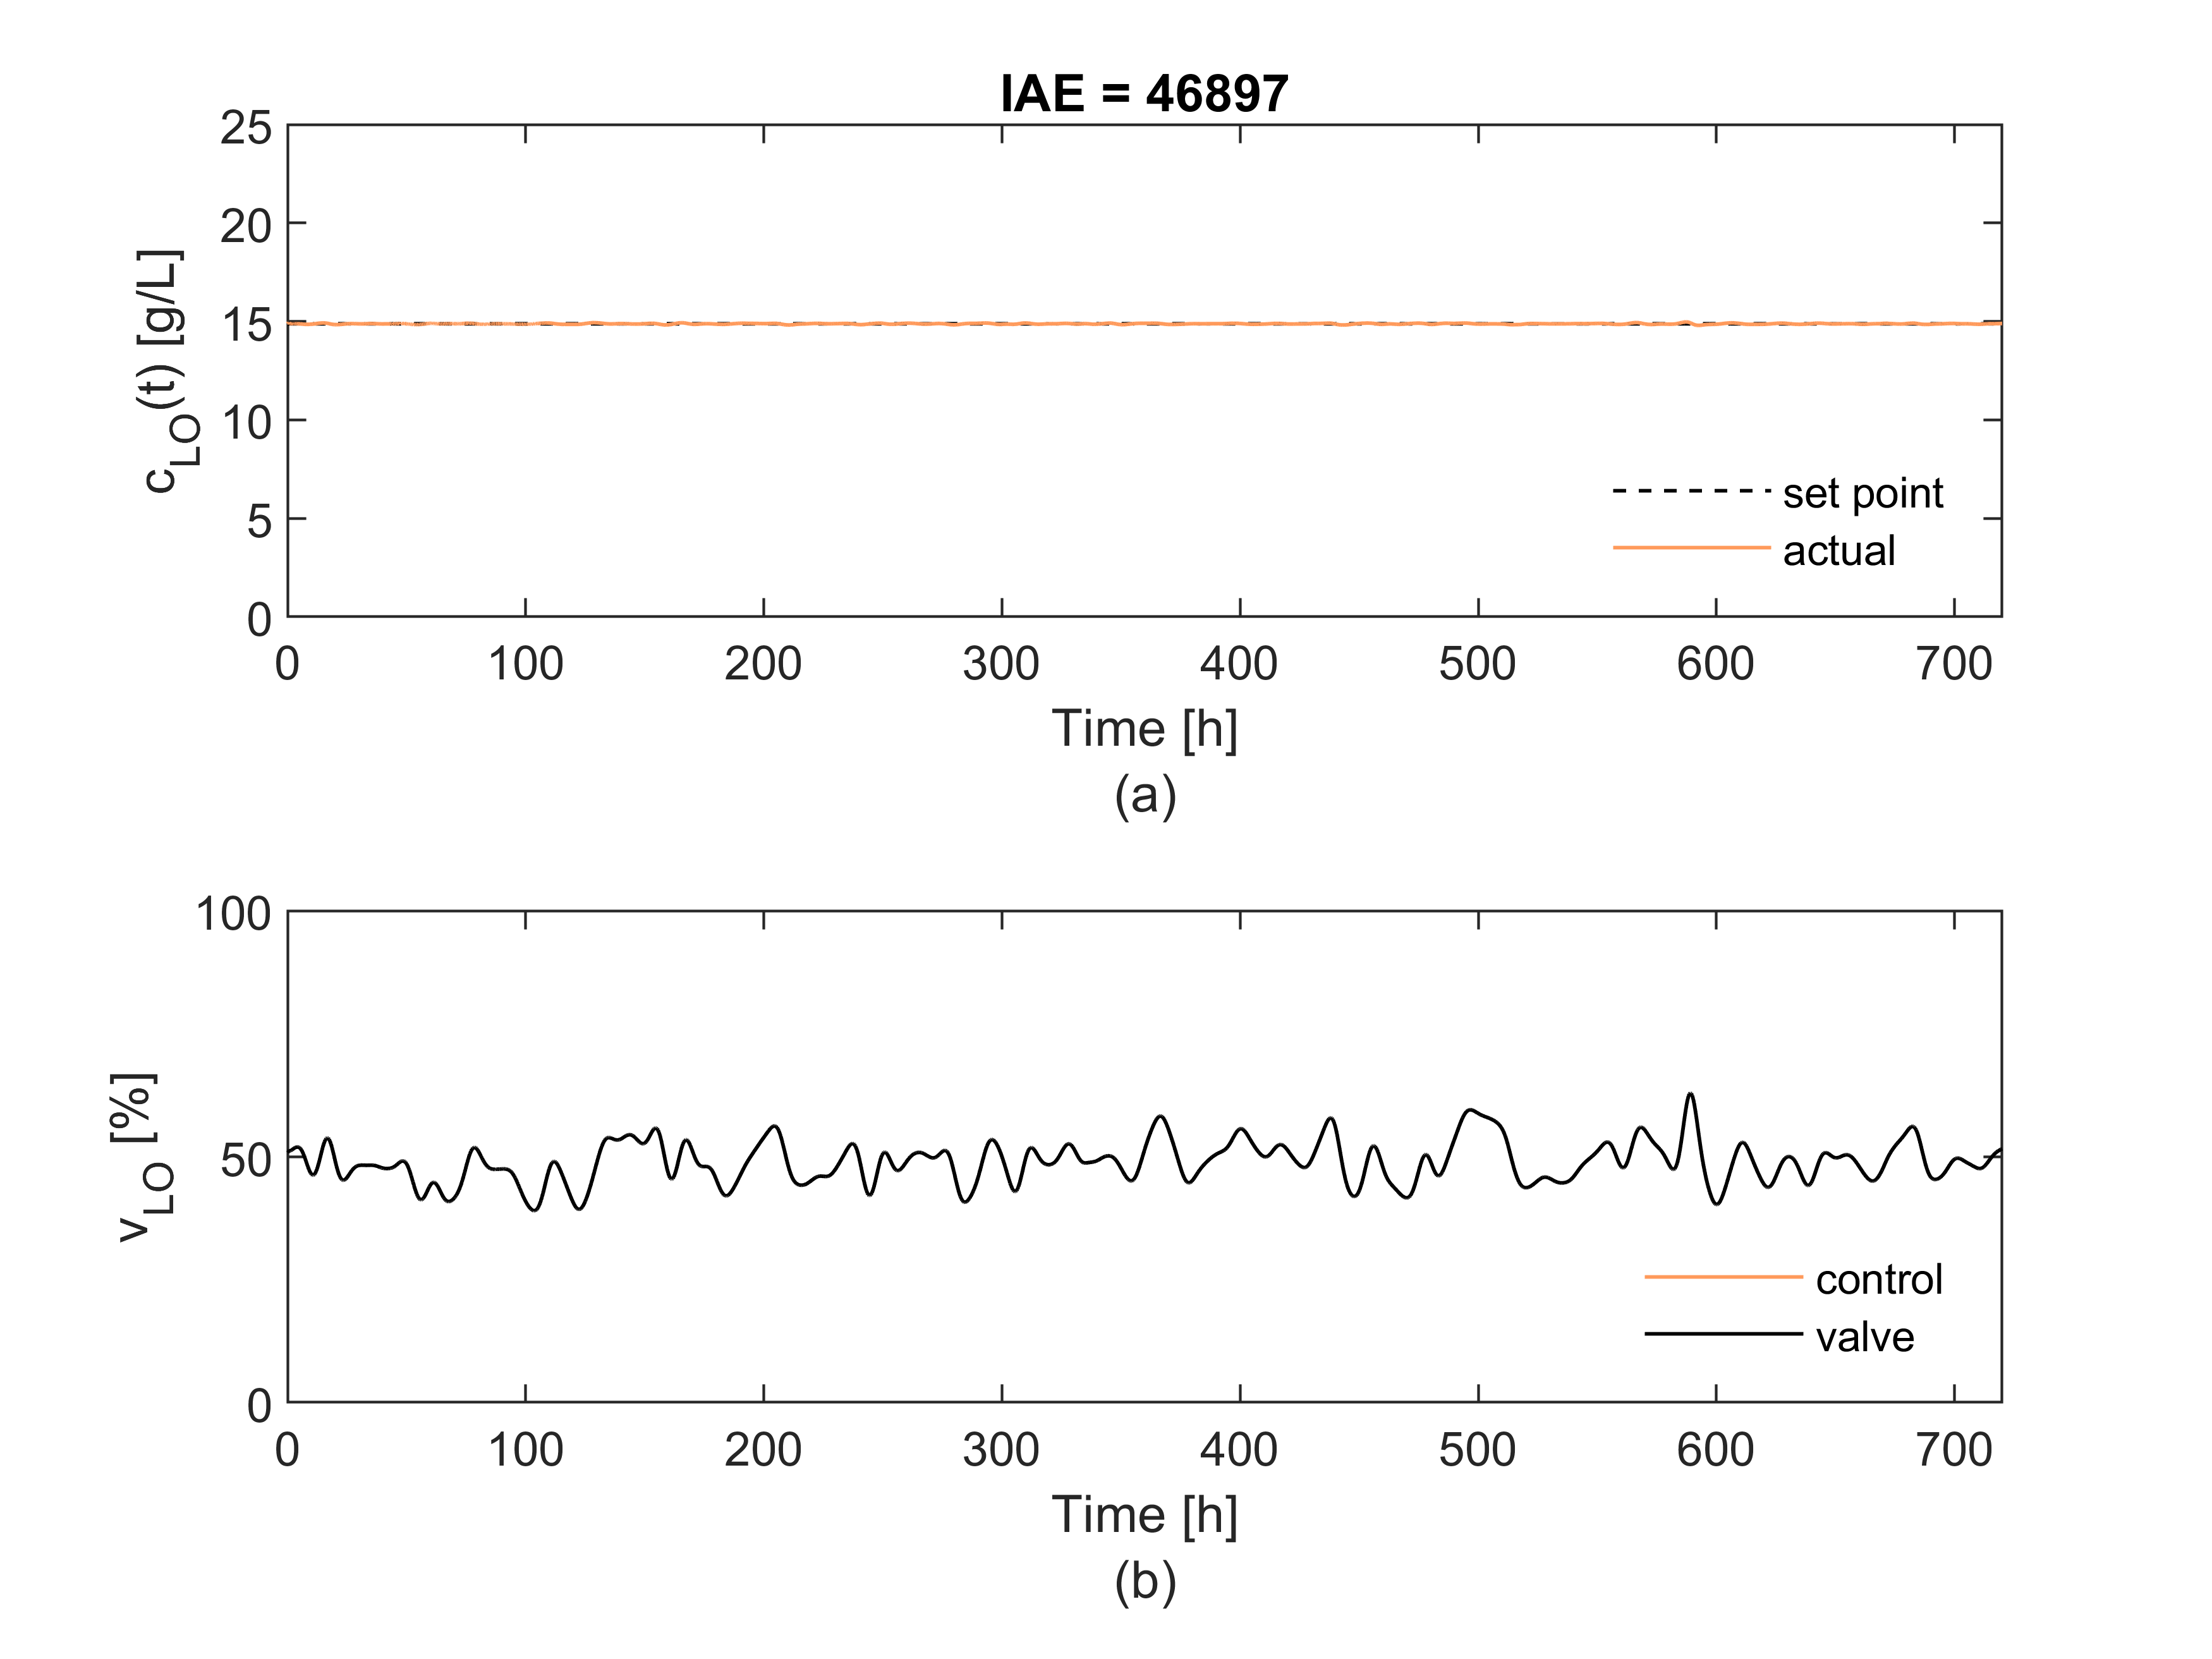 IAE = 46897
25
20
15
10
5
0
c_LO(t) [g/L]
set point
actual
0 100 200 300 400 500 600 700
Time [h]
(a)
100
50
0
v_LO [%]
control
valve
0 100 200 300 400 500 600 700
Time [h]
(b)